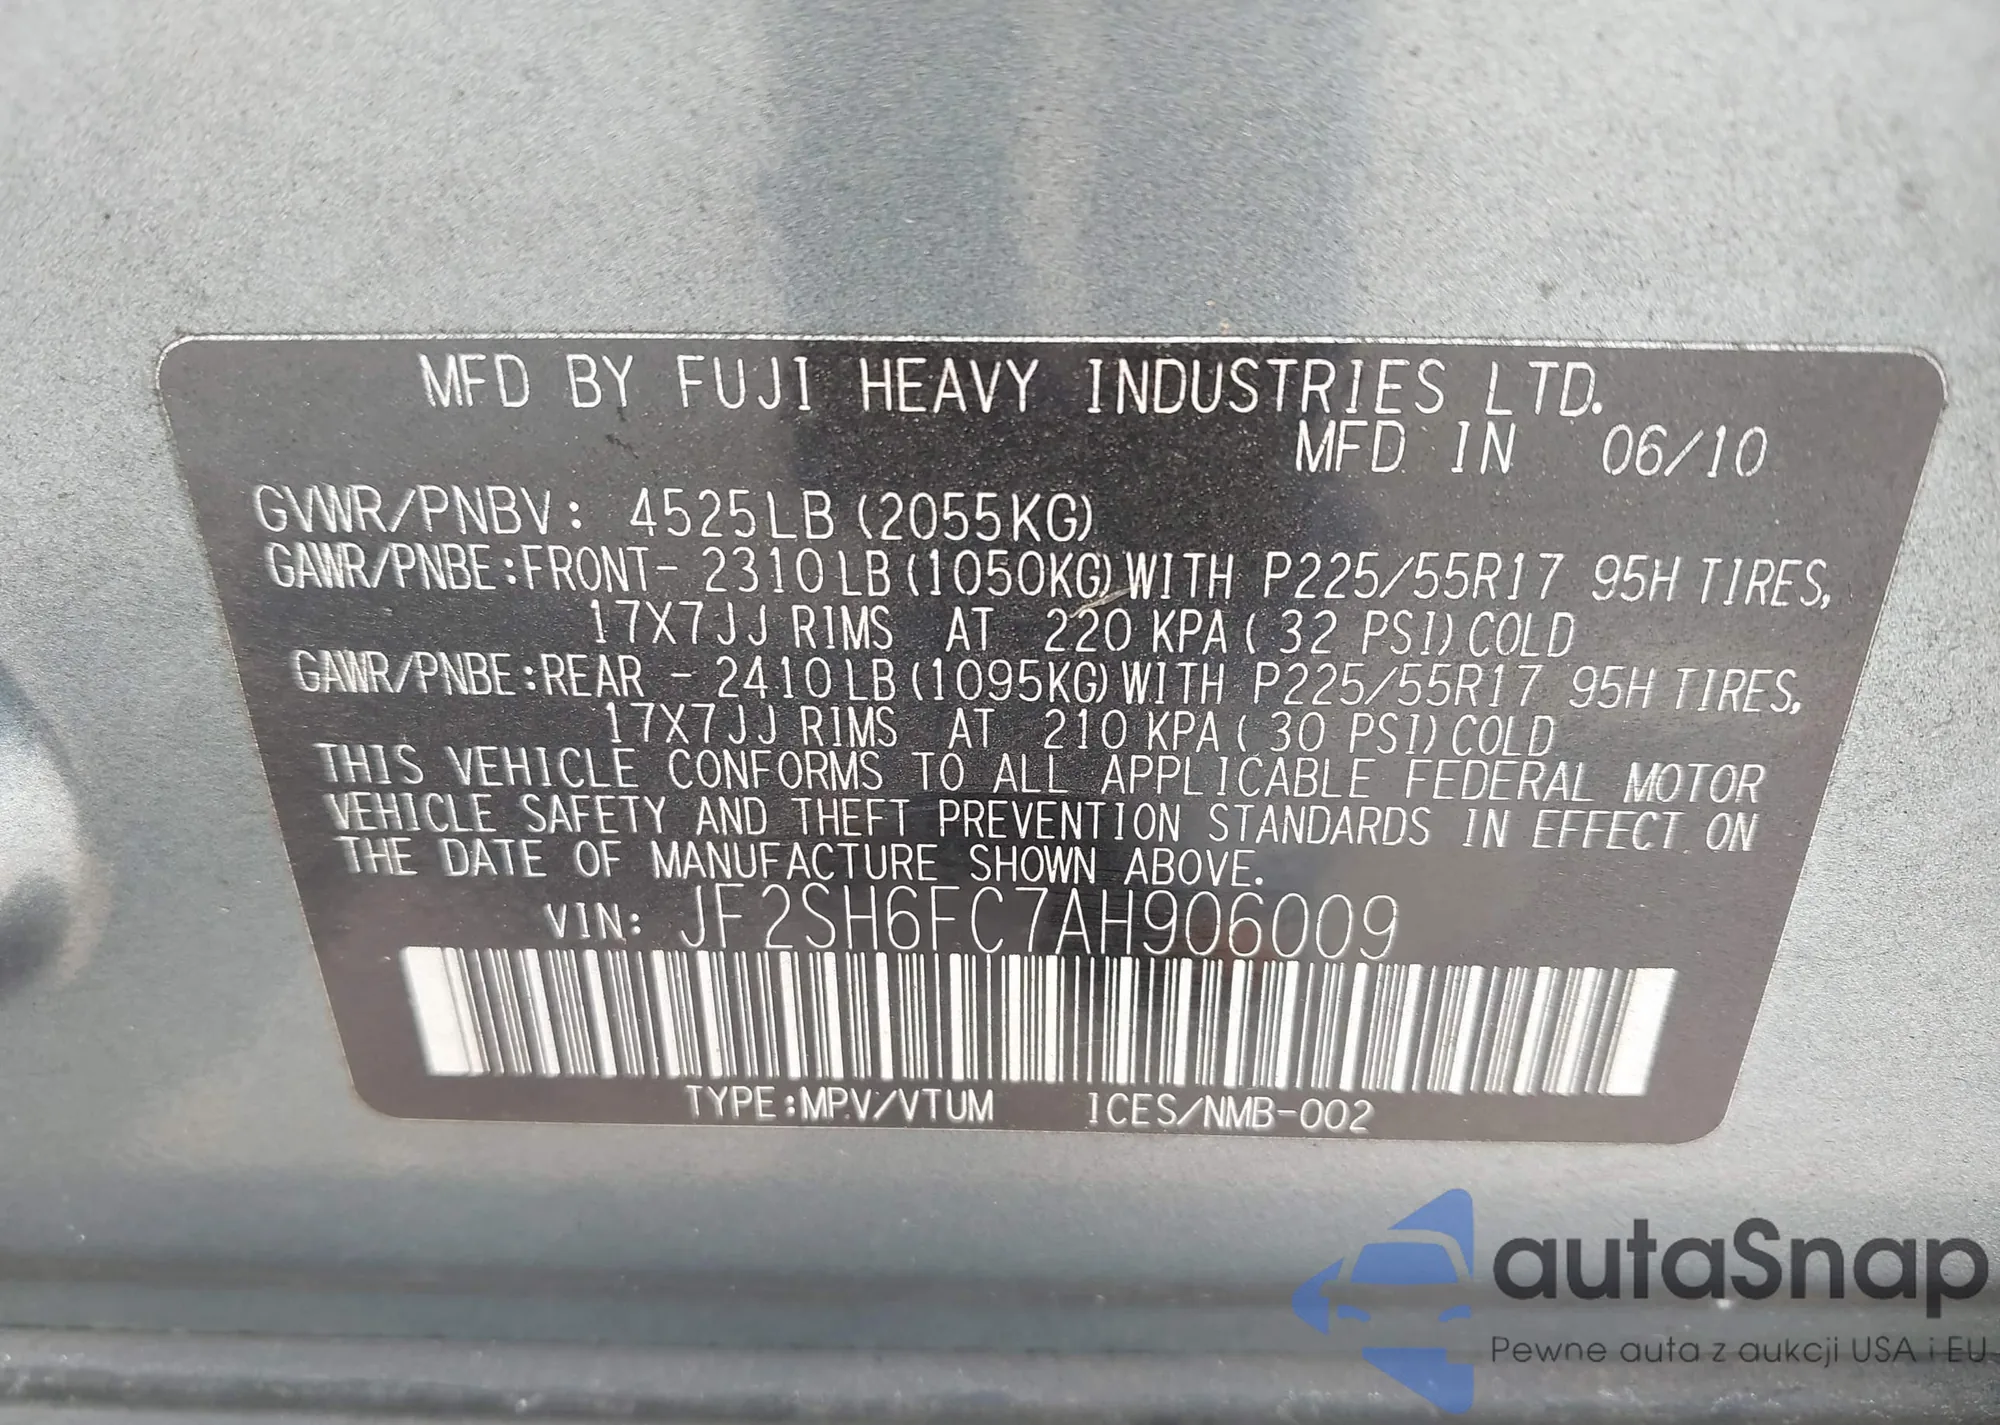 MFD BY FUJI HEAVY INDUSTRIES LTD.
MFD IN 06/10
GVWR/PNBV: 4525LB (2055KG)
GAWR/PNBE:FRONT- 2310LB(1050KG)WITH P225/55R17 95H TIRES,
17X7JJ RIMS AT 220 KPA( 32 PSI)COLD
GAWR/PNBE:REAR - 2410LB(1095KG)WITH P225/55R17 95H TIRES,
17X7JJ RIMS AT 210 KPA( 30 PSI)COLD
THIS VEHICLE CONFORMS TO ALL APPLICABLE FEDERAL MOTOR
VEHICLE SAFETY AND THEFT PREVENTION STANDARDS IN EFFECT ON
THE DATE OF MANUFACTURE SHOWN ABOVE.
VIN: JF2SH6FC7AH906009
TYPE:MPV/VTUM ICES/NMB-002
autaSnap
Pewne auta z aukcji USA i EU